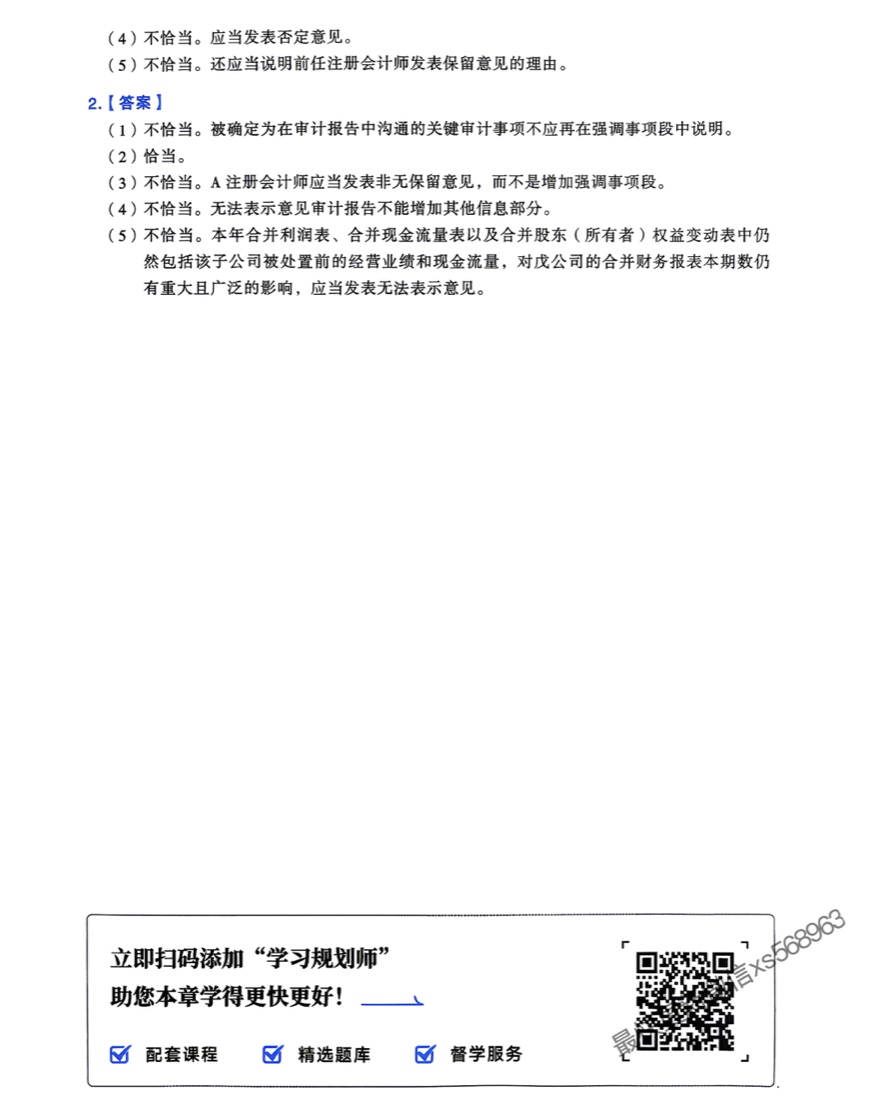 （4）不恰当。应当发表否定意见。
（5）不恰当。还应当说明前任注册会计师发表保留意见的理由。
2.【答案】
（1）不恰当。被确定为在审计报告中沟通的关键审计事项不应再在强调事项段中说明。
（2）恰当。
（3）不恰当。A 注册会计师应当发表非无保留意见，而不是增加强调事项段。
（4）不恰当。无法表示意见审计报告不能增加其他信息部分。
（5）不恰当。本年合并利润表、合并现金流量表以及合并股东（所有者）权益变动表中仍
然包括该子公司被处置前的经营业绩和现金流量，对戊公司的合并财务报表本期数仍
有重大且广泛的影响，应当发表无法表示意见。
立即扫码添加“学习规划师”
助您本章学得更快更好！
配套课程 精选题库 督学服务
信xs568963